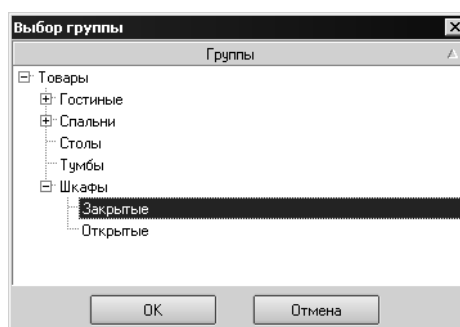 Выбор группы
Группы
Товары
Гостиные
Спальни
Столы
Тумбы
Шкафы
Закрытые
Открытые
OK Отмена